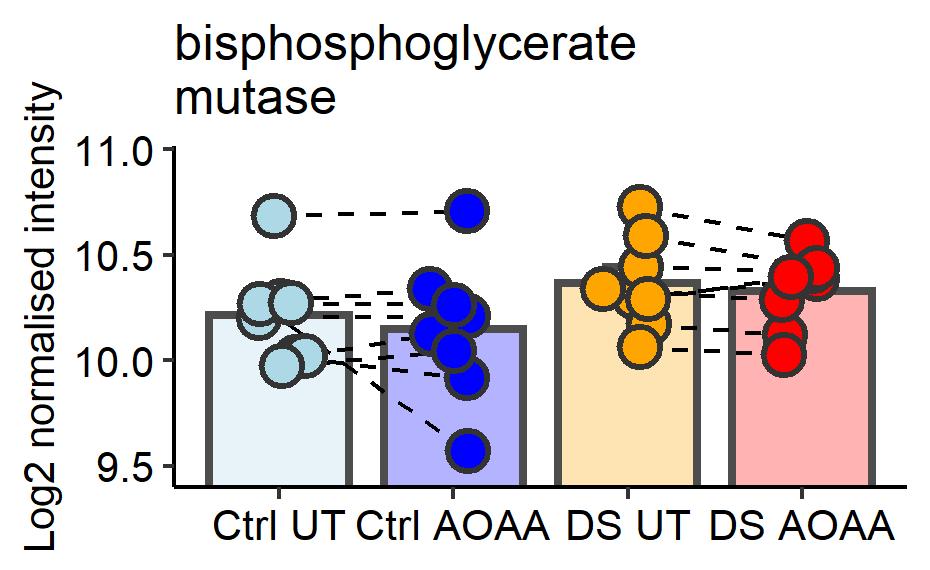 bisphosphoglycerate
mutase
Log2 normalised intensity
11.0
10.5
10.0
9.5
Ctrl UT Ctrl AOAA DS UT DS AOAA